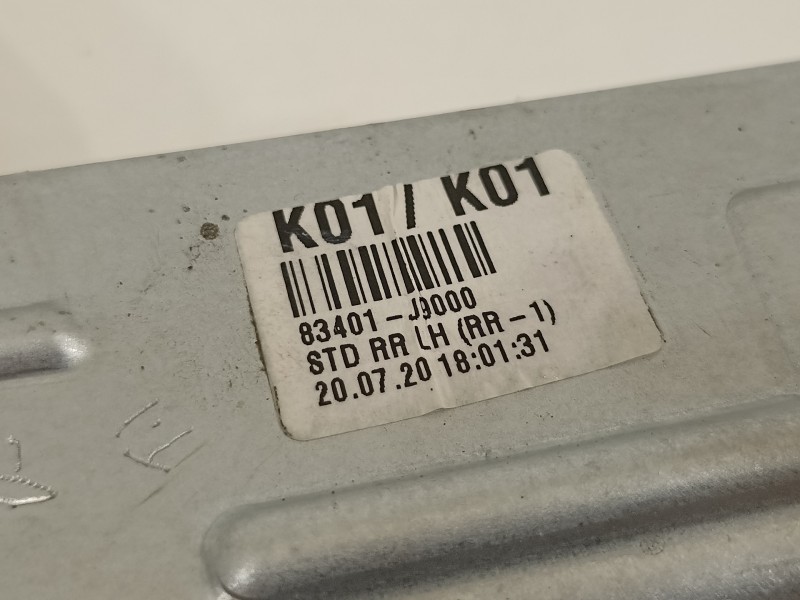 K01 / K01
83401-J9000
STD RR LH (RR-1)
20.07.20 18:01:31